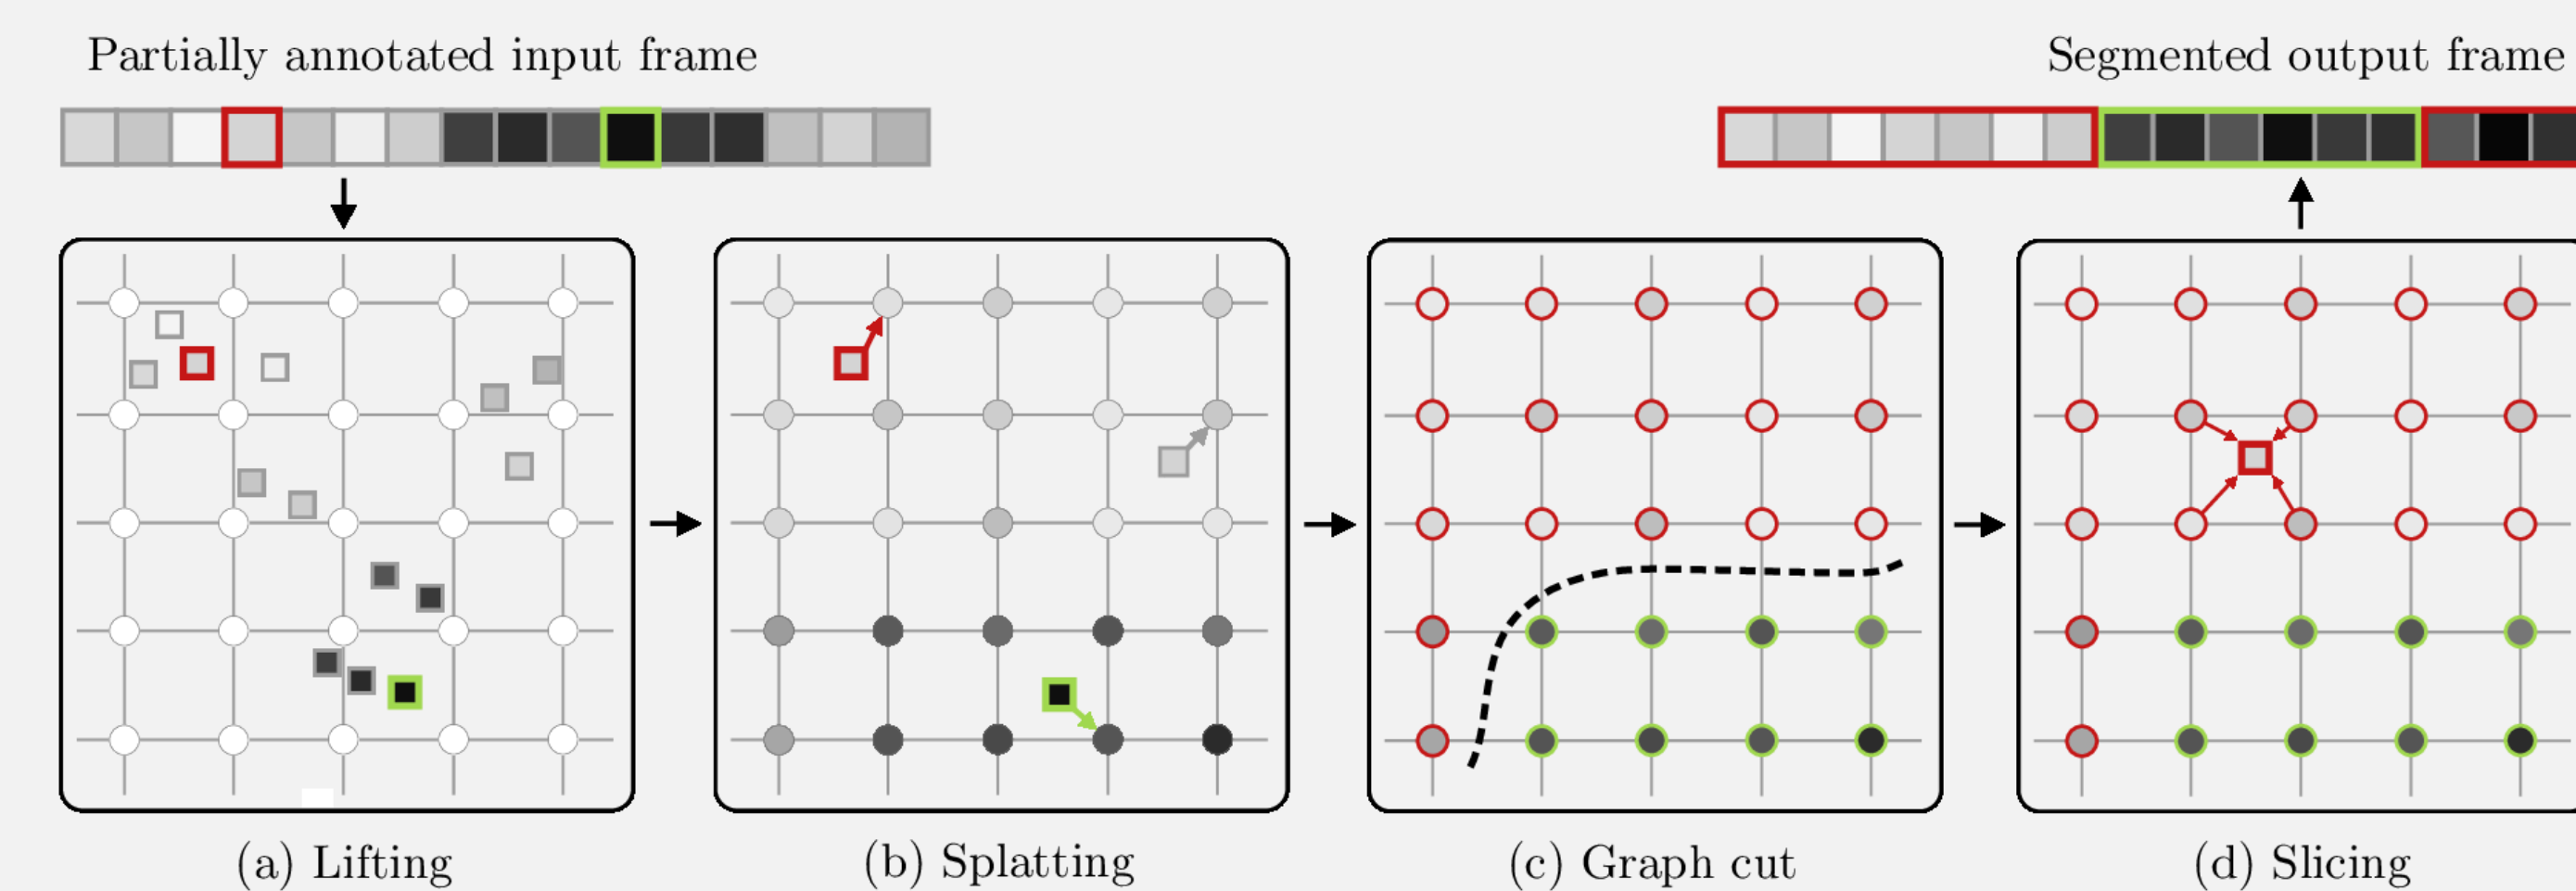 Partially annotated input frame
Segmented output frame
(a) Lifting
(b) Splatting
(c) Graph cut
(d) Slicing